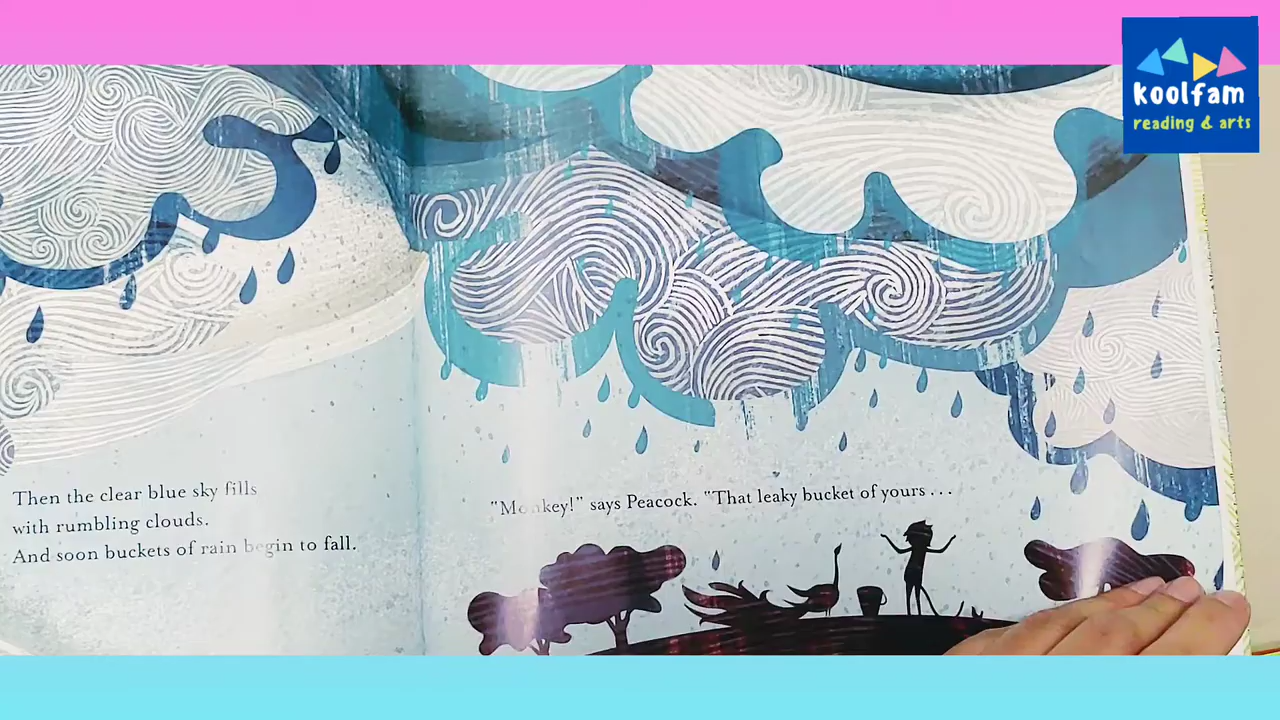 koolfam
reading & arts
Then the clear blue sky fills
with rumbling clouds.
And soon buckets of rain begin to fall.
"Monkey!" says Peacock. "That leaky bucket of yours . . .